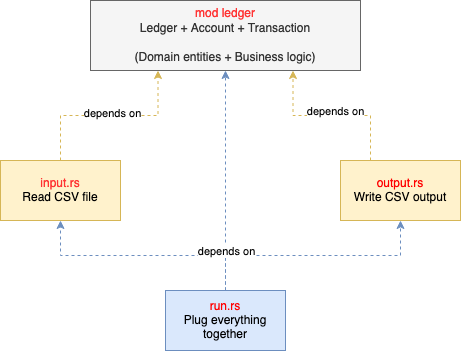 mod ledger
Ledger + Account + Transaction
(Domain entities + Business logic)
depends on
depends on
input.rs
Read CSV file
output.rs
Write CSV output
depends on
run.rs
Plug everything
together